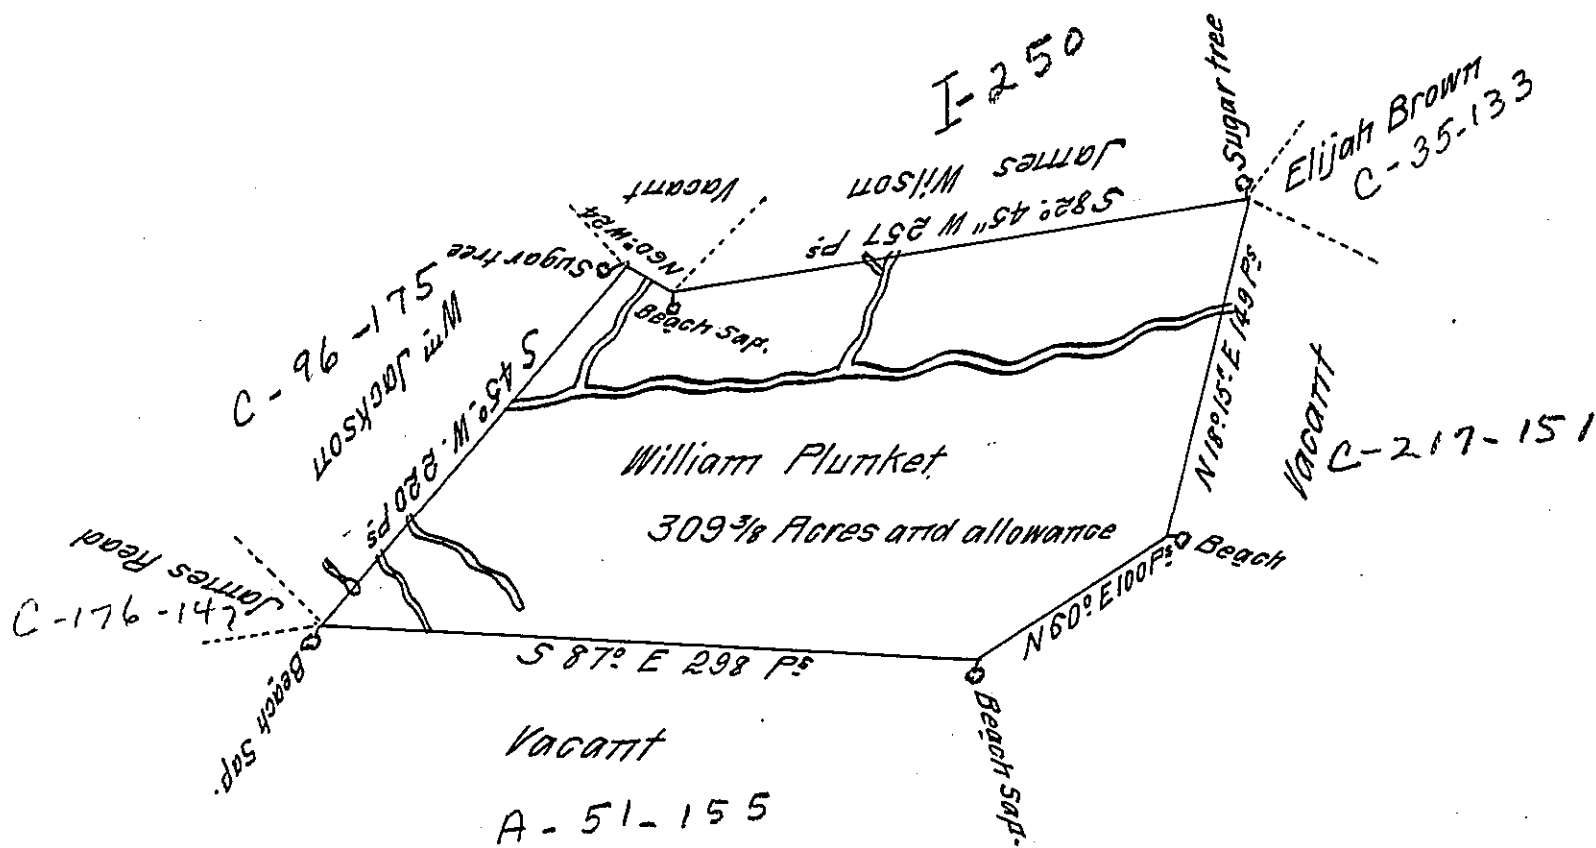 I-250
Sugar tree
Elijah Brown
C-35-133
James Wilson
S82°.45" W 257 Ps
Vacant
N60°.W24
Sugar tree
Beach Sap.
C-96-175
Wm Jackson
S 45°. W. 220 Ps
N18°15' E 149 Ps
Vacant
C-217-151
William Plunket
309 3/8 Acres and allowance
James Read
C-176-147
Beach
N 60° E 100 Ps
S 87° E 298 Ps
Beach Sap.
Beach Sap.
Vacant
A-51-155